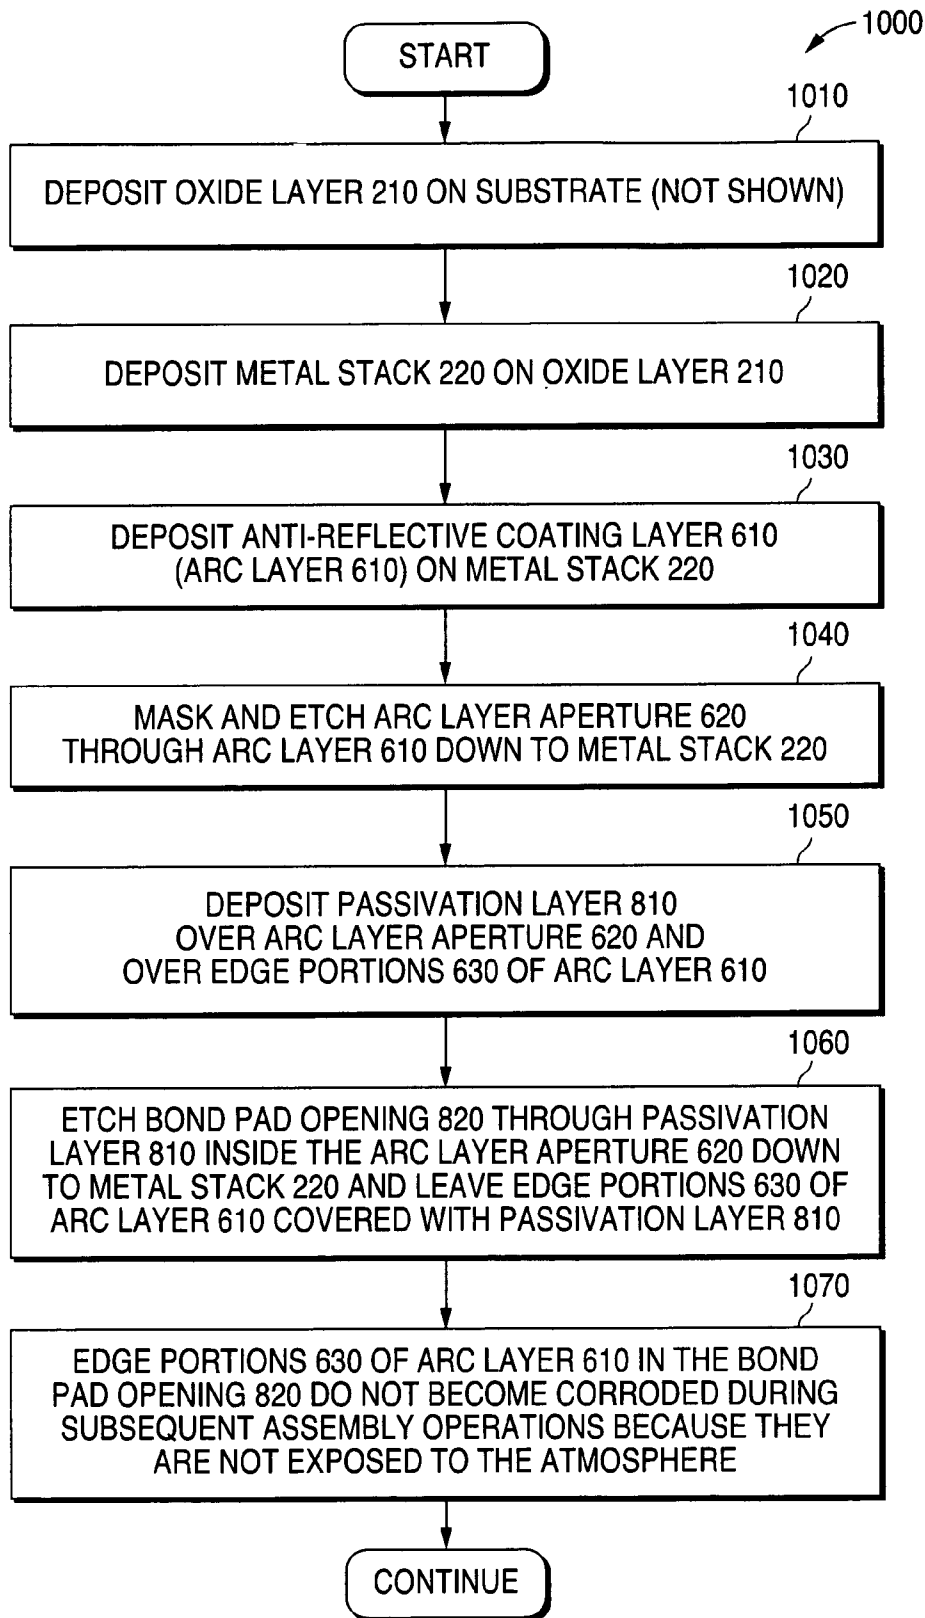 1000
START
1010
DEPOSIT OXIDE LAYER 210 ON SUBSTRATE (NOT SHOWN)
1020
DEPOSIT METAL STACK 220 ON OXIDE LAYER 210
1030
DEPOSIT ANTI-REFLECTIVE COATING LAYER 610
(ARC LAYER 610) ON METAL STACK 220
1040
MASK AND ETCH ARC LAYER APERTURE 620
THROUGH ARC LAYER 610 DOWN TO METAL STACK 220
1050
DEPOSIT PASSIVATION LAYER 810
OVER ARC LAYER APERTURE 620 AND
OVER EDGE PORTIONS 630 OF ARC LAYER 610
1060
ETCH BOND PAD OPENING 820 THROUGH PASSIVATION
LAYER 810 INSIDE THE ARC LAYER APERTURE 620 DOWN
TO METAL STACK 220 AND LEAVE EDGE PORTIONS 630 OF
ARC LAYER 610 COVERED WITH PASSIVATION LAYER 810
1070
EDGE PORTIONS 630 OF ARC LAYER 610 IN THE BOND
PAD OPENING 820 DO NOT BECOME CORRODED DURING
SUBSEQUENT ASSEMBLY OPERATIONS BECAUSE THEY
ARE NOT EXPOSED TO THE ATMOSPHERE
CONTINUE